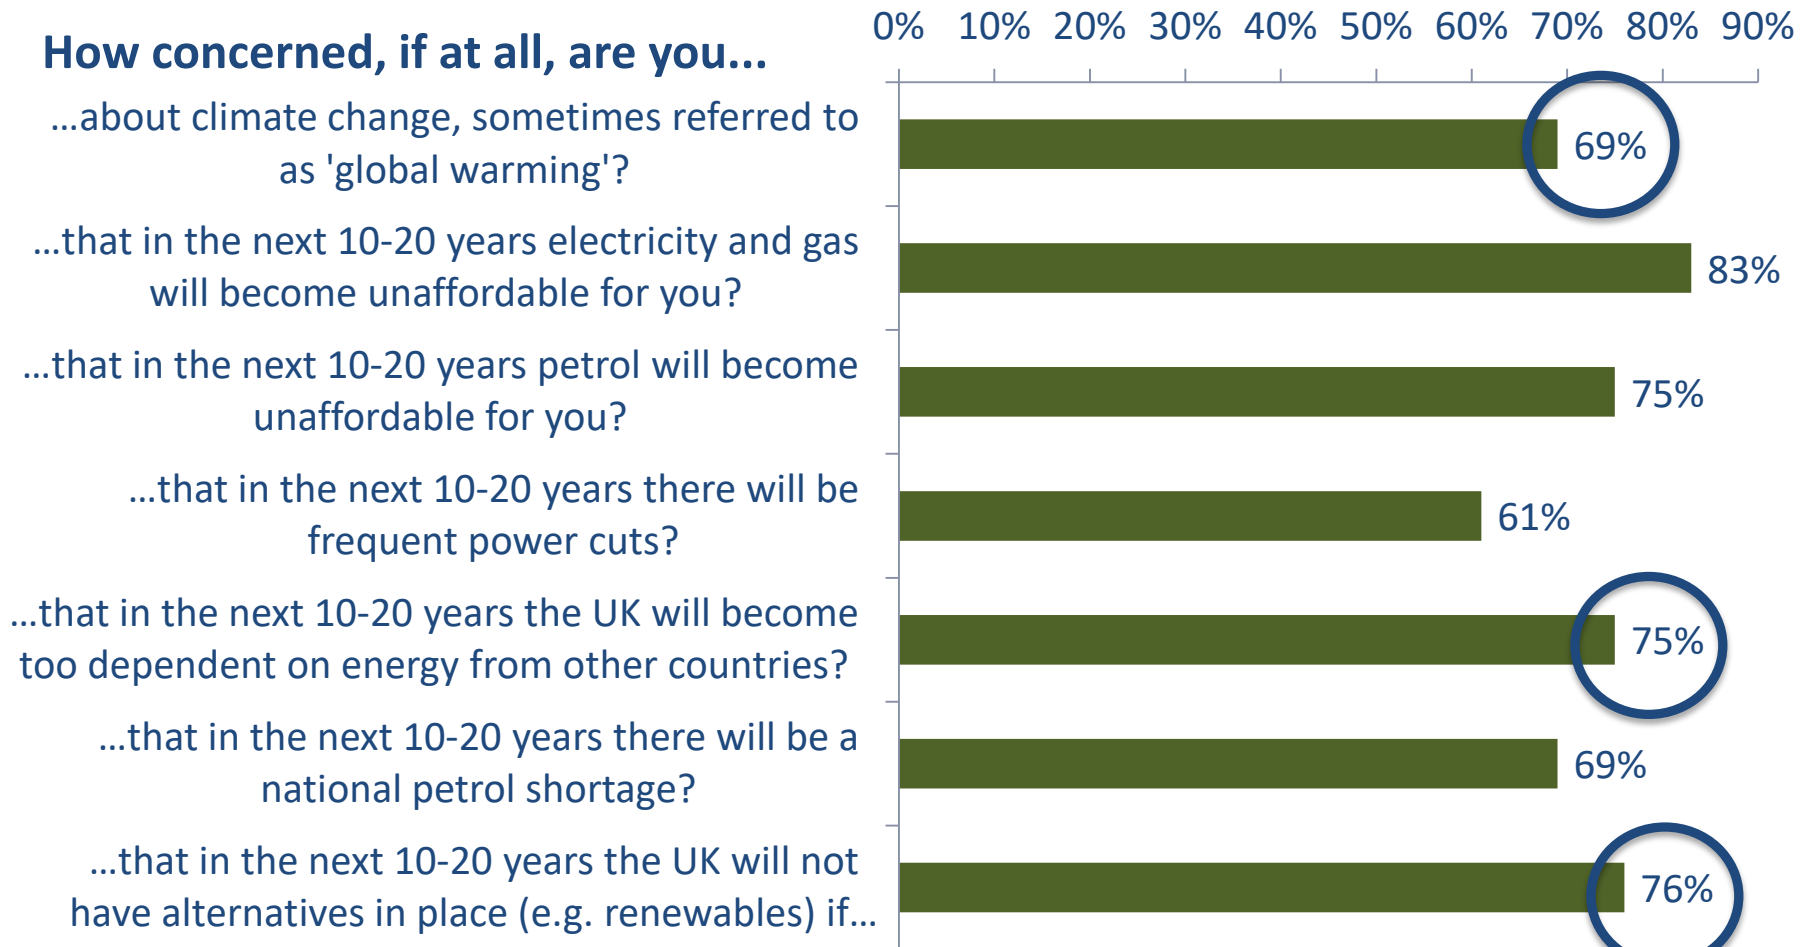 0% 10% 20% 30% 40% 50% 60% 70% 80% 90%
How concerned, if at all, are you...
...about climate change, sometimes referred to
as 'global warming'?
69%
...that in the next 10-20 years electricity and gas
will become unaffordable for you?
83%
...that in the next 10-20 years petrol will become
unaffordable for you?
75%
...that in the next 10-20 years there will be
frequent power cuts?
61%
...that in the next 10-20 years the UK will become
too dependent on energy from other countries?
75%
...that in the next 10-20 years there will be a
national petrol shortage?
69%
...that in the next 10-20 years the UK will not
have alternatives in place (e.g. renewables) if...
76%